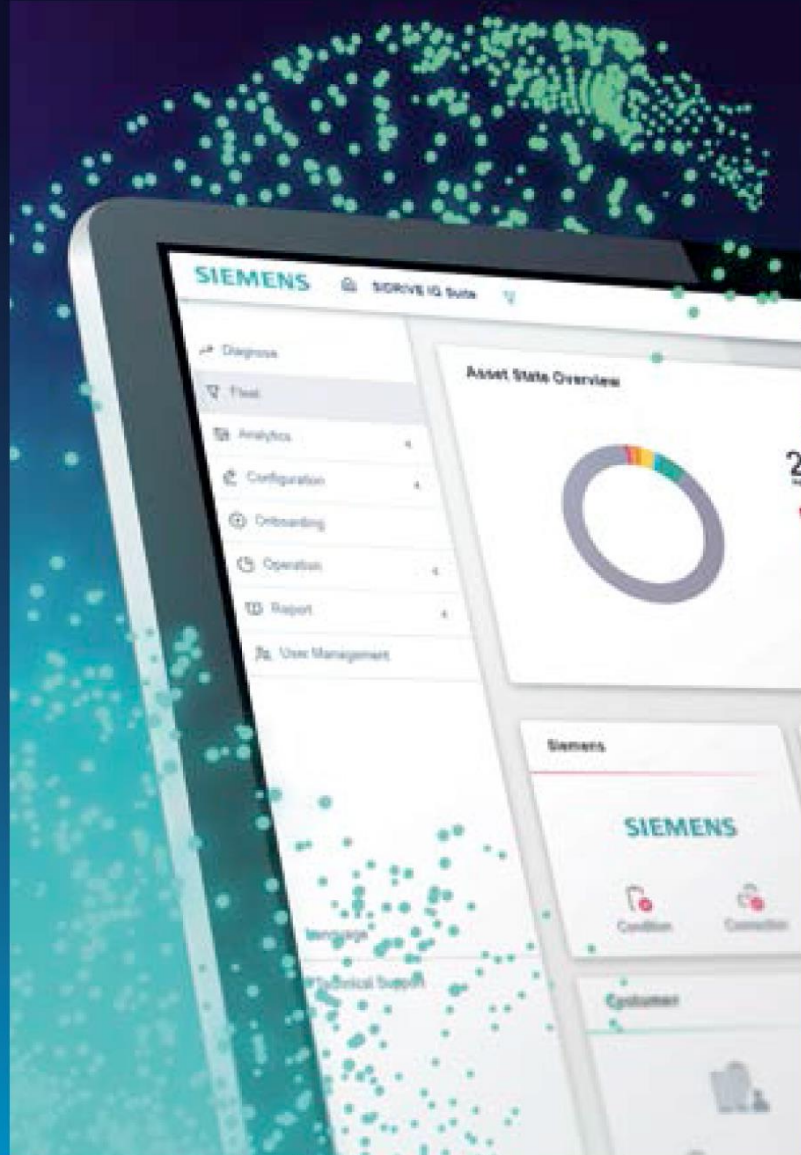 SIEMENS SIDRIVE IQ Suite
Diagnose
Fleet
Analytics
Configuration
Onboarding
Operation
Report
User Management
Language
Technical Support
Asset State Overview
2
Siemens
SIEMENS
Condition Connection
Customer